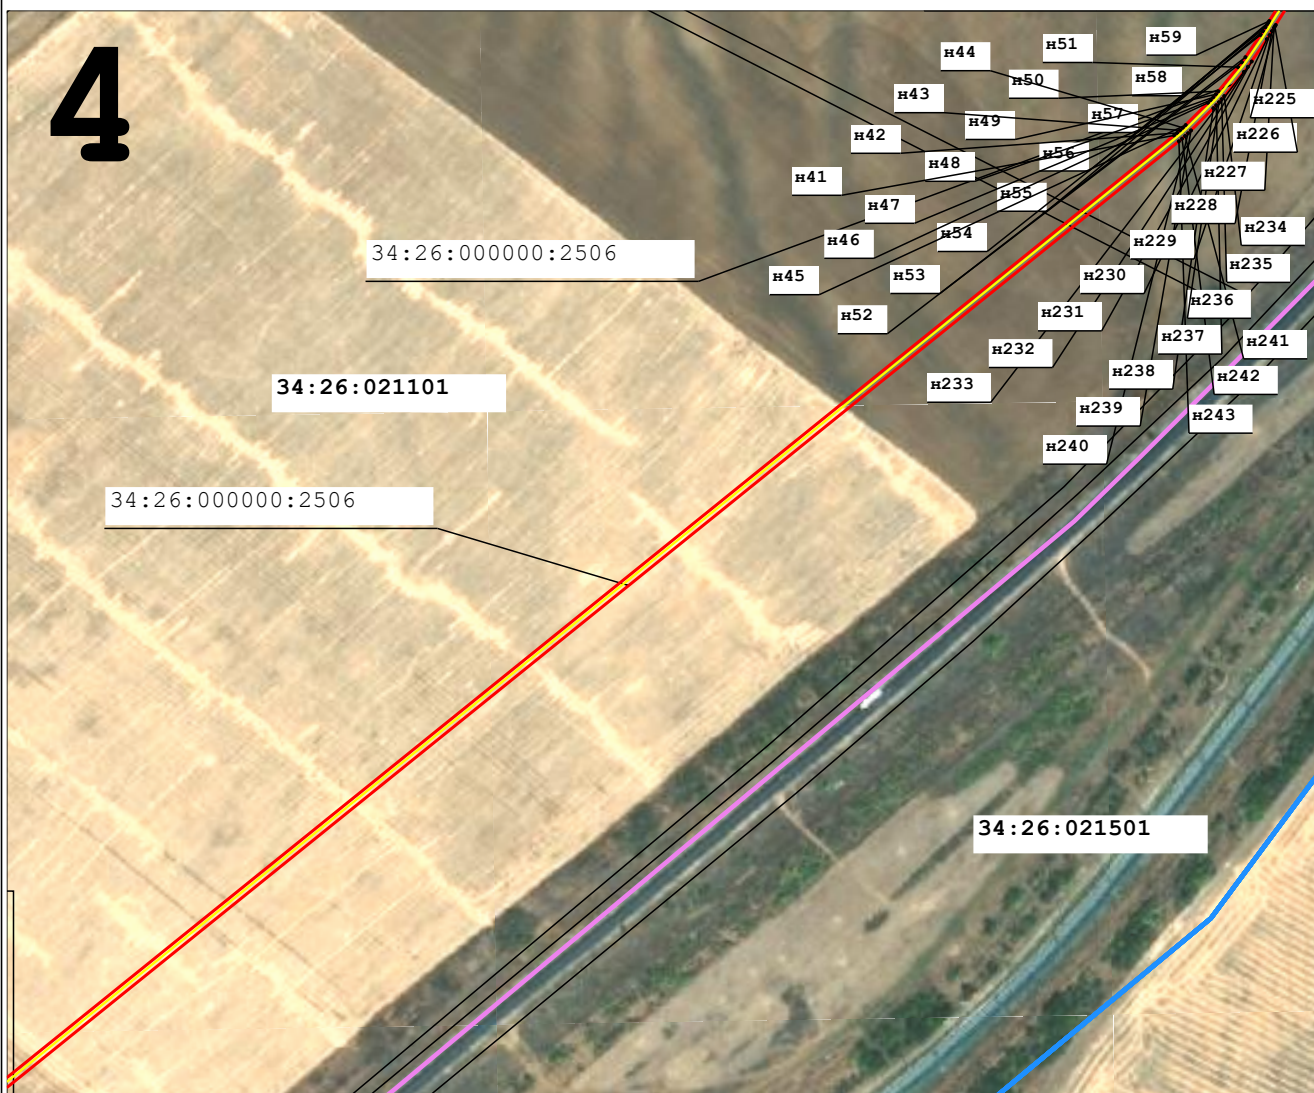 4
н59
н51
н44
н58
н50
н225
н43
н57
н49
н226
н42
н56
н48
н227
н41
н55
н47
н228
н234
34:26:000000:2506
н46
н54
н229
н235
н45
н53
н230
н236
н52
н231
н237
н241
н232
н238
н242
34:26:021101
н233
н239
н243
н240
34:26:000000:2506
34:26:021501